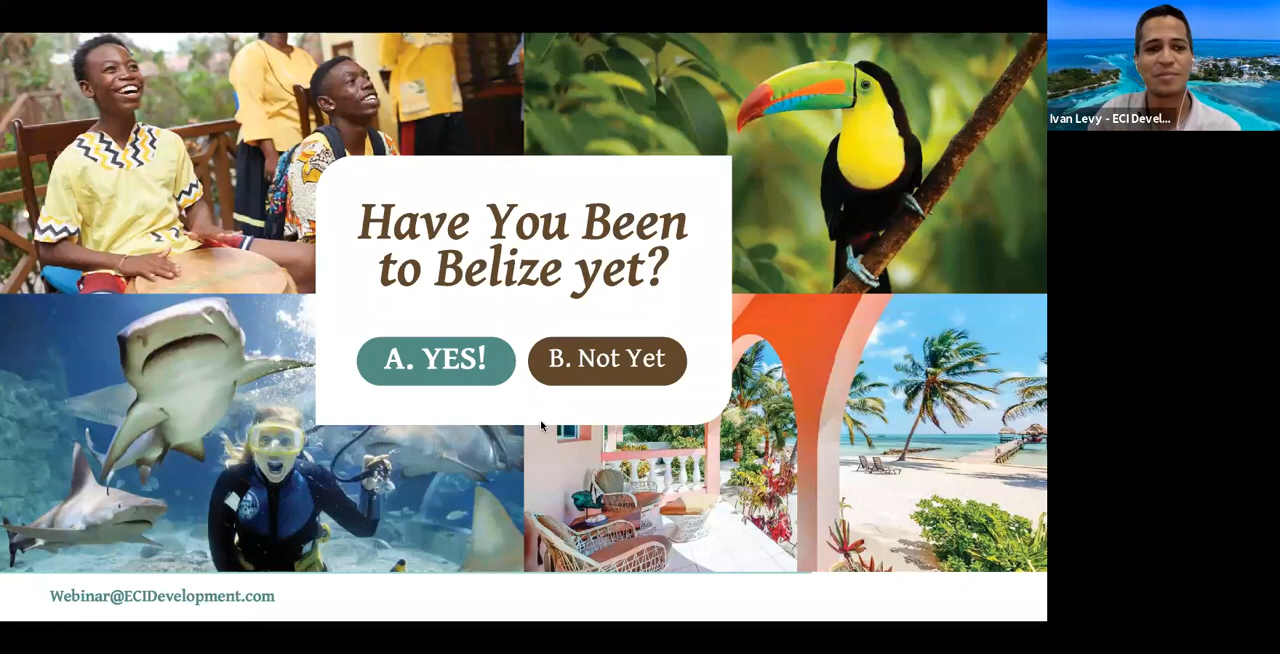 Ivan Levy - ECI Devel...
Have You Been
to Belize yet?
A. YES!
B. Not Yet
Webinar@ECIDevelopment.com